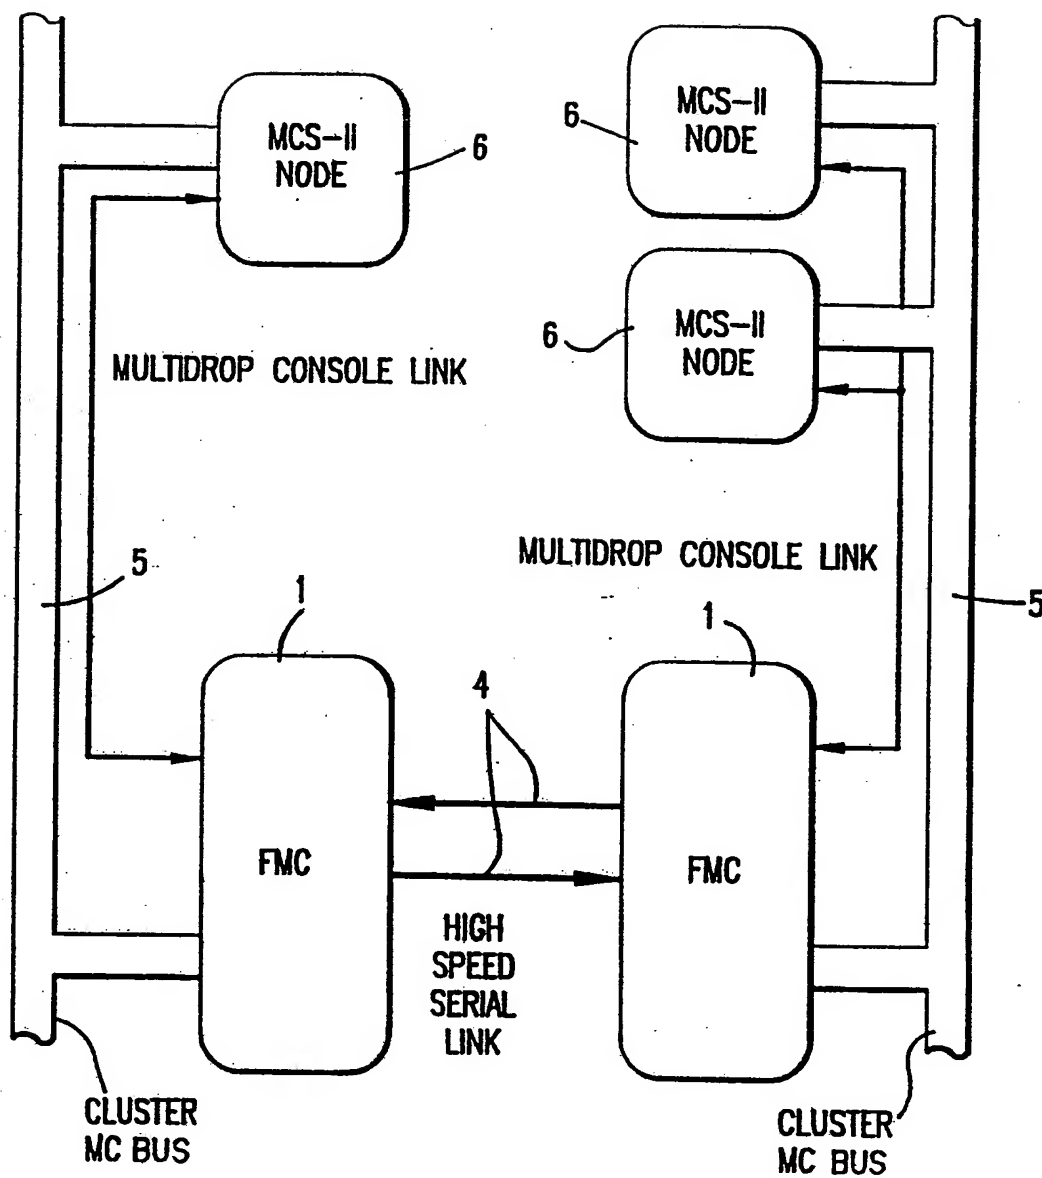 MCS-II
NODE
6
6
MCS-II
NODE
6
MCS-II
NODE
MULTIDROP CONSOLE LINK
MULTIDROP CONSOLE LINK
5
5
1
1
4
FMC
FMC
HIGH
SPEED
SERIAL
LINK
CLUSTER
MC BUS
CLUSTER
MC BUS